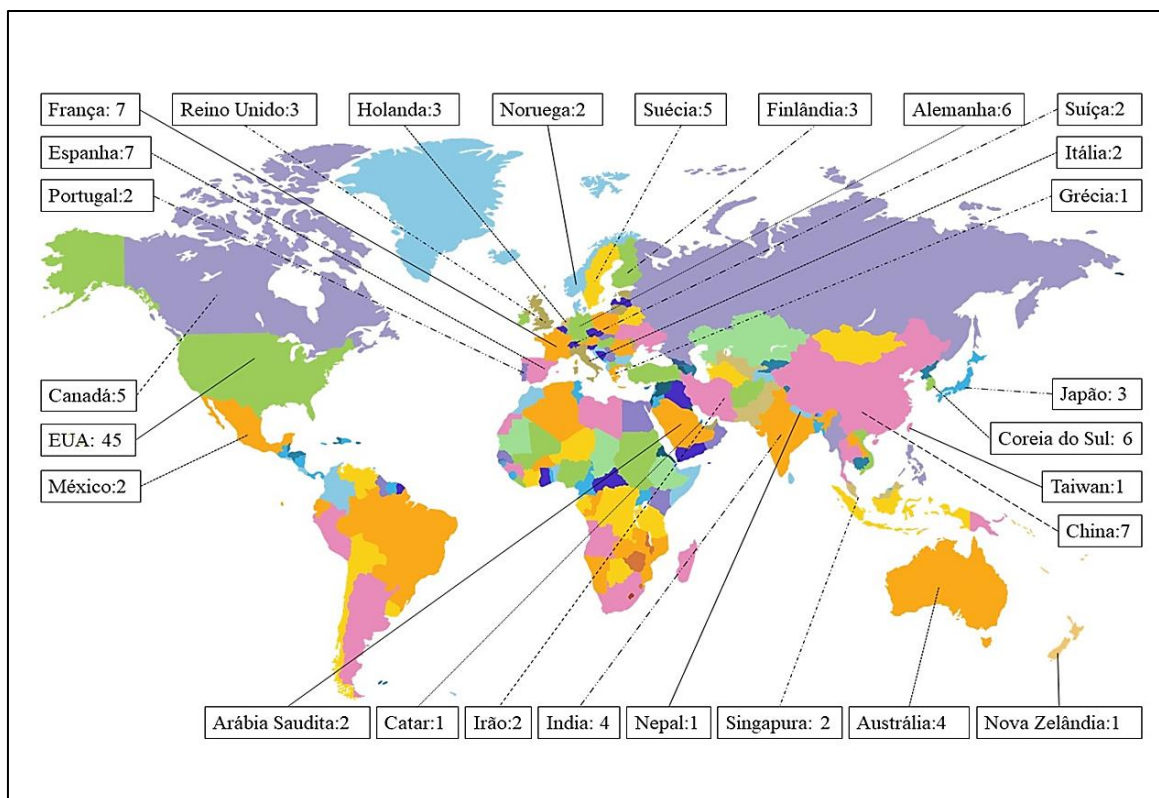 França: 7
Reino Unido:3
Holanda:3
Noruega:2
Suécia:5
Finlândia:3
Alemanha:6
Suíça:2
Espanha:7
Itália:2
Portugal:2
Grécia:1
Canadá:5
Japão: 3
EUA: 45
Coreia do Sul: 6
México:2
Taiwan:1
China:7
Arábia Saudita:2
Catar:1
Irão:2
India: 4
Nepal:1
Singapura: 2
Austrália:4
Nova Zelândia:1